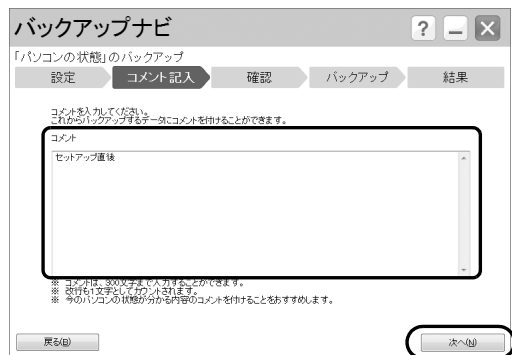 バックアップナビ
? – ×
「パソコンの状態」のバックアップ
設定 コメント記入 確認 バックアップ 結果
コメントを入力してください。
これからバックアップするデータにコメントを付けることができます。
コメント
セットアップ直後
※ コメントは、300文字まで入力することができます。
※ 改行も1文字としてカウントされます。
※ 今のパソコンの状態が分かる内容のコメントを付けることをおすすめします。
戻る(B) 次へ(N)